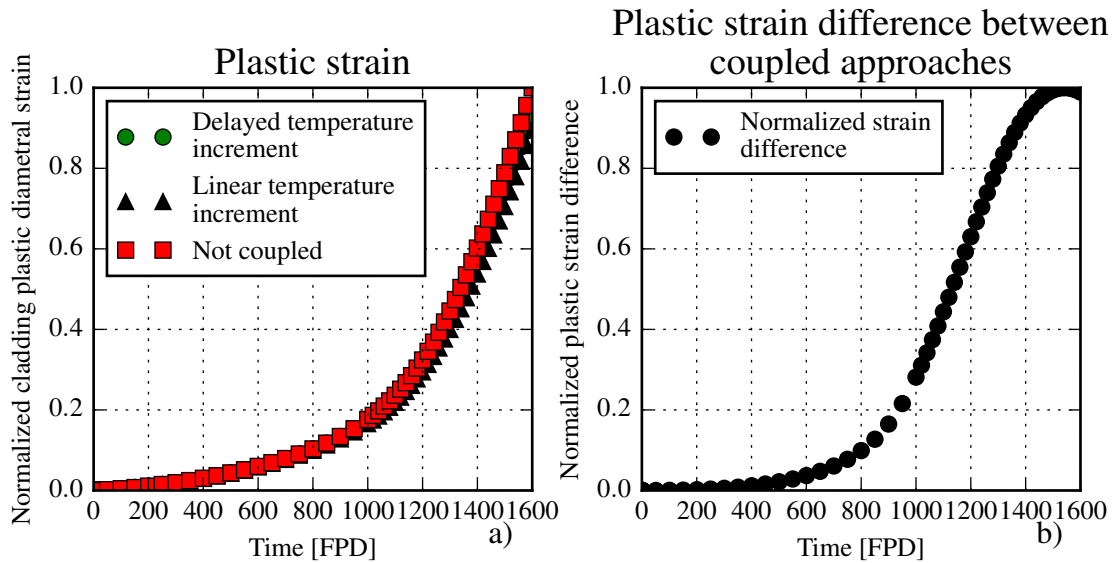 Plastic strain
Normalized cladding plastic diametral strain
1.0
0.8
0.6
0.4
0.2
0.0
Delayed temperature
increment
Linear temperature
increment
Not coupled
0 200 400 600 800 1000 1200 1400 1600
Time [FPD]
a)
Plastic strain difference between
coupled approaches
Normalized plastic strain difference
1.0
0.8
0.6
0.4
0.2
0.0
Normalized strain
difference
0 200 400 600 800 1000 1200 1400 1600
Time [FPD]
b)